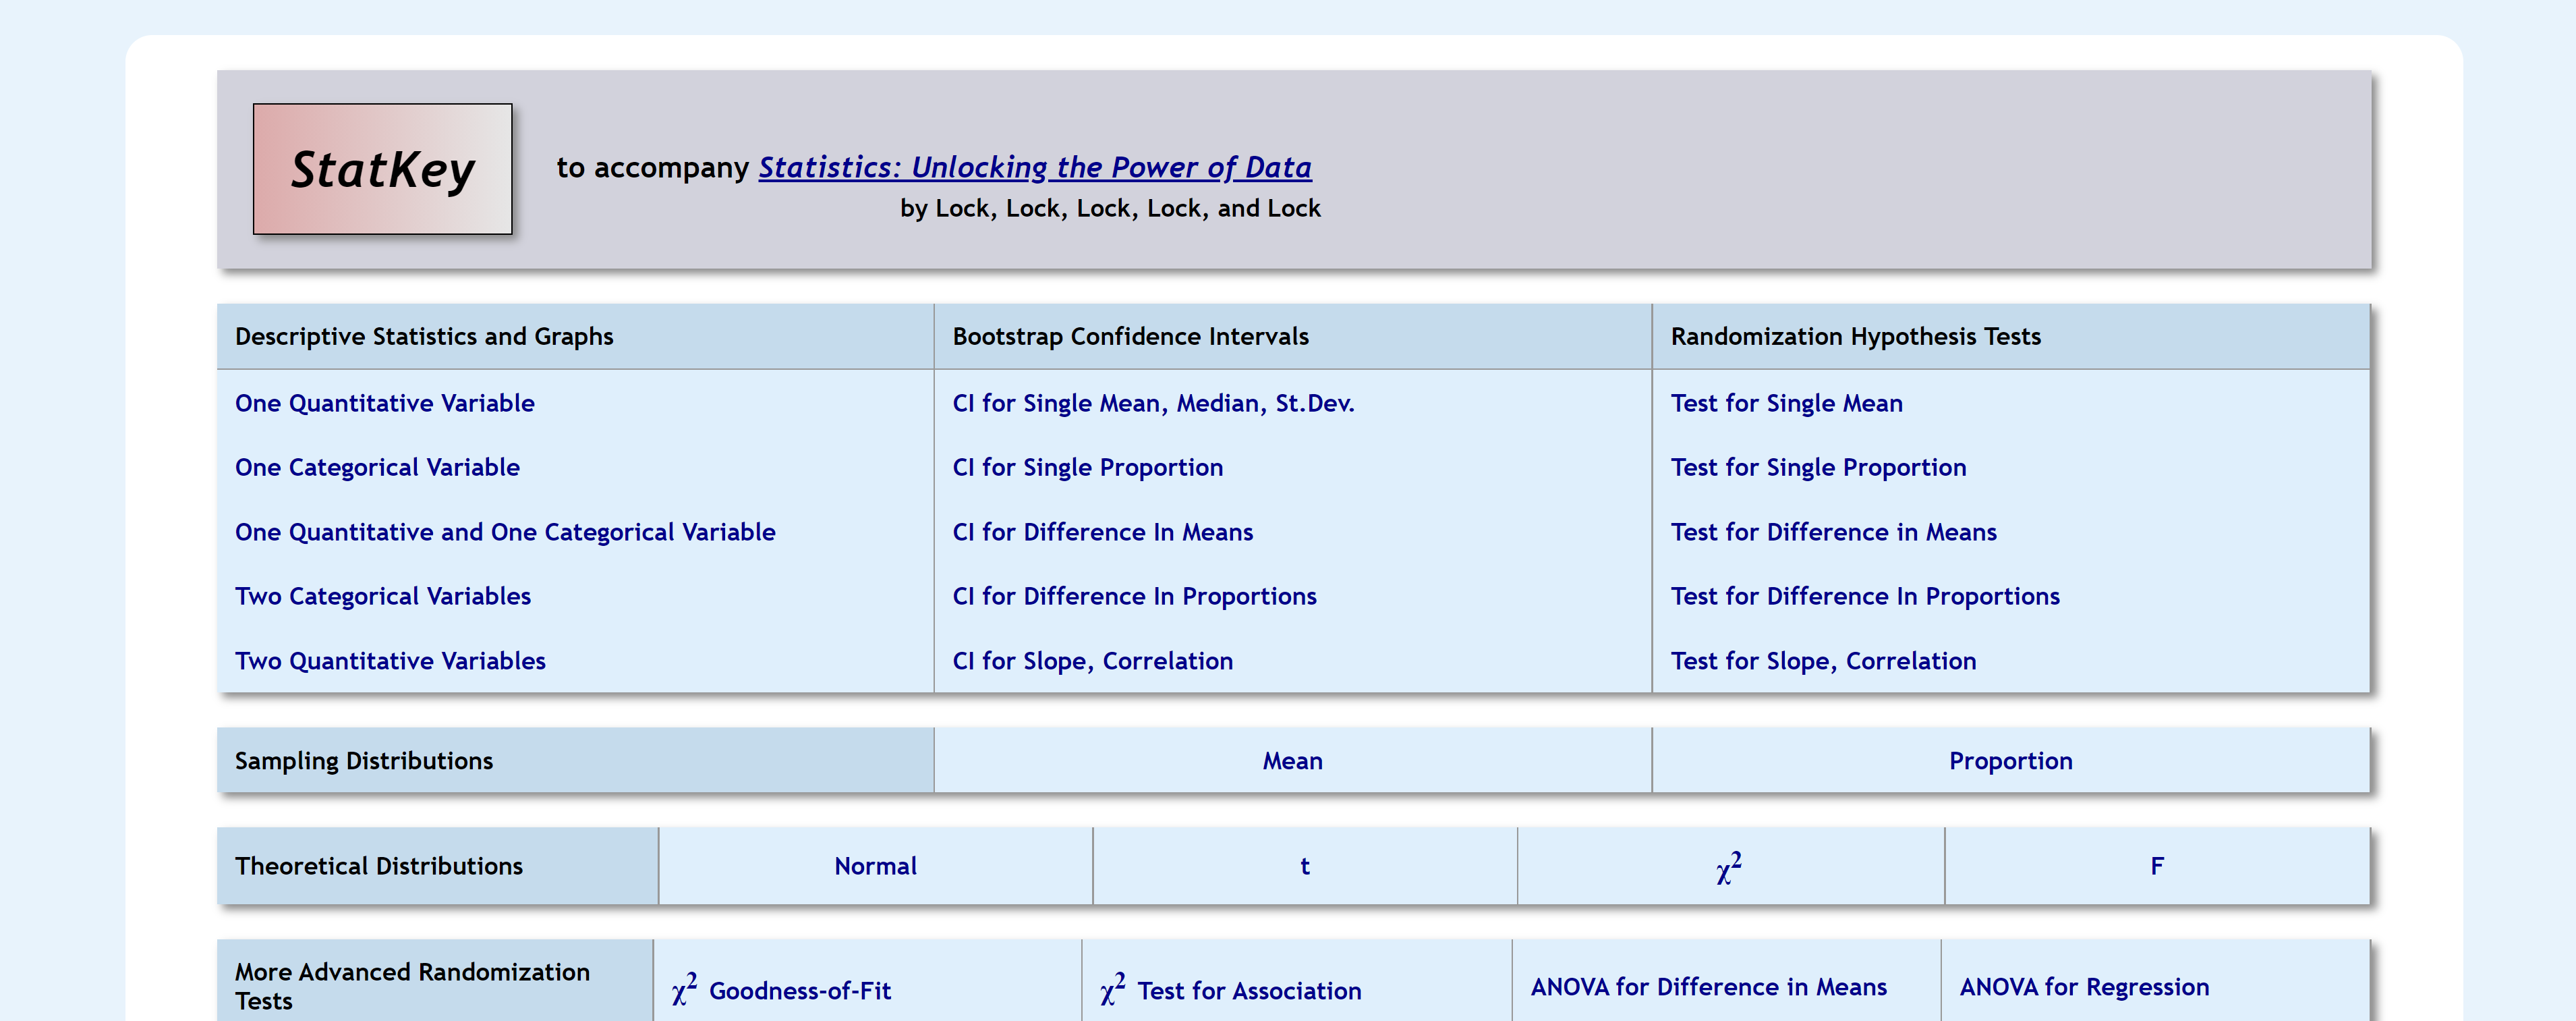 StatKey
to accompany Statistics: Unlocking the Power of Data
by Lock, Lock, Lock, Lock, and Lock
Descriptive Statistics and Graphs
One Quantitative Variable
One Categorical Variable
One Quantitative and One Categorical Variable
Two Categorical Variables
Two Quantitative Variables
Bootstrap Confidence Intervals
CI for Single Mean, Median, St.Dev.
CI for Single Proportion
CI for Difference In Means
CI for Difference In Proportions
CI for Slope, Correlation
Randomization Hypothesis Tests
Test for Single Mean
Test for Single Proportion
Test for Difference in Means
Test for Difference In Proportions
Test for Slope, Correlation
Sampling Distributions
Mean
Proportion
Theoretical Distributions
Normal
t
χ²
F
More Advanced Randomization
Tests
χ² Goodness-of-Fit
χ² Test for Association
ANOVA for Difference in Means
ANOVA for Regression